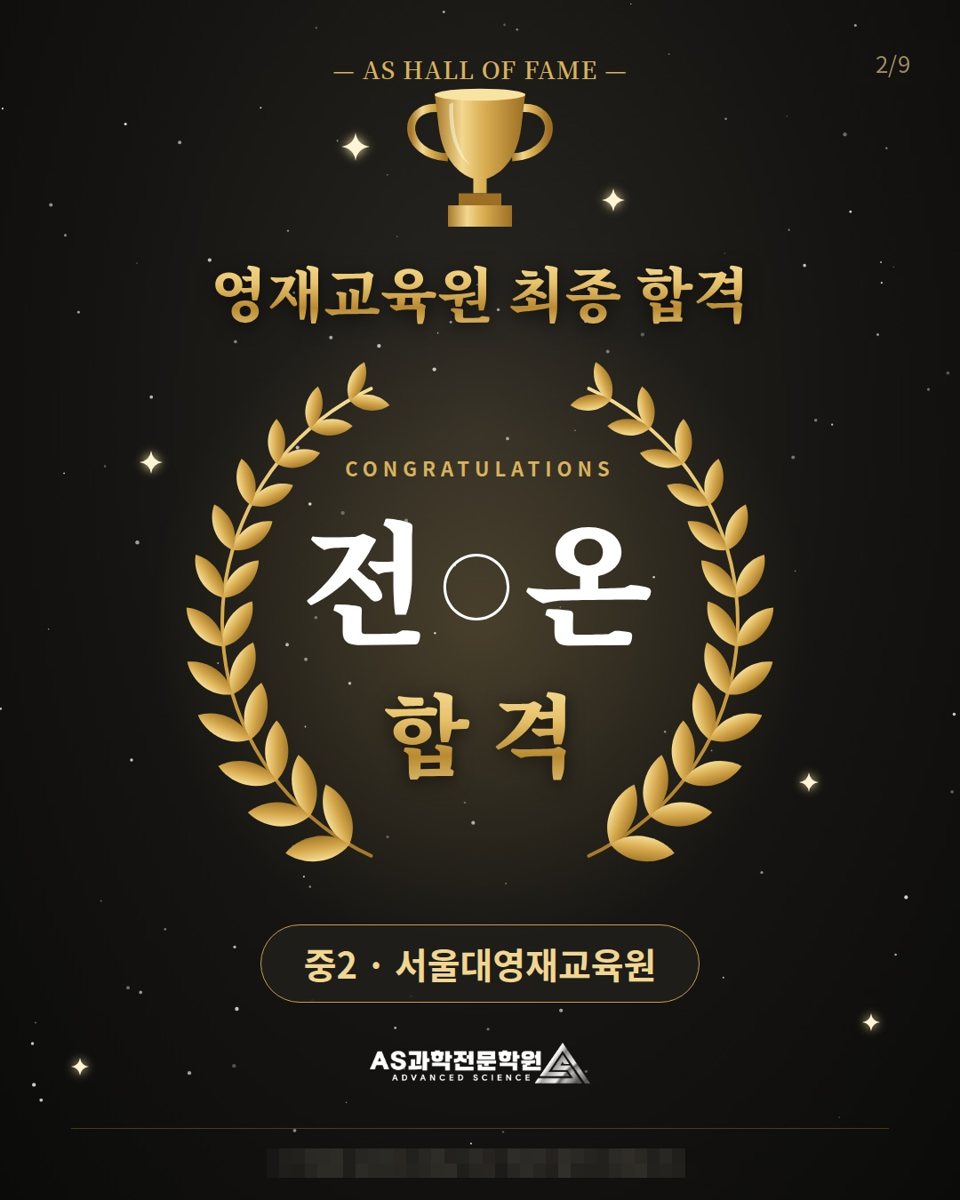 — AS HALL OF FAME —
2/9
영재교육원 최종 합격
CONGRATULATIONS
전○온
합격
중2 · 서울대영재교육원
AS과학전문학원
ADVANCED SCIENCE